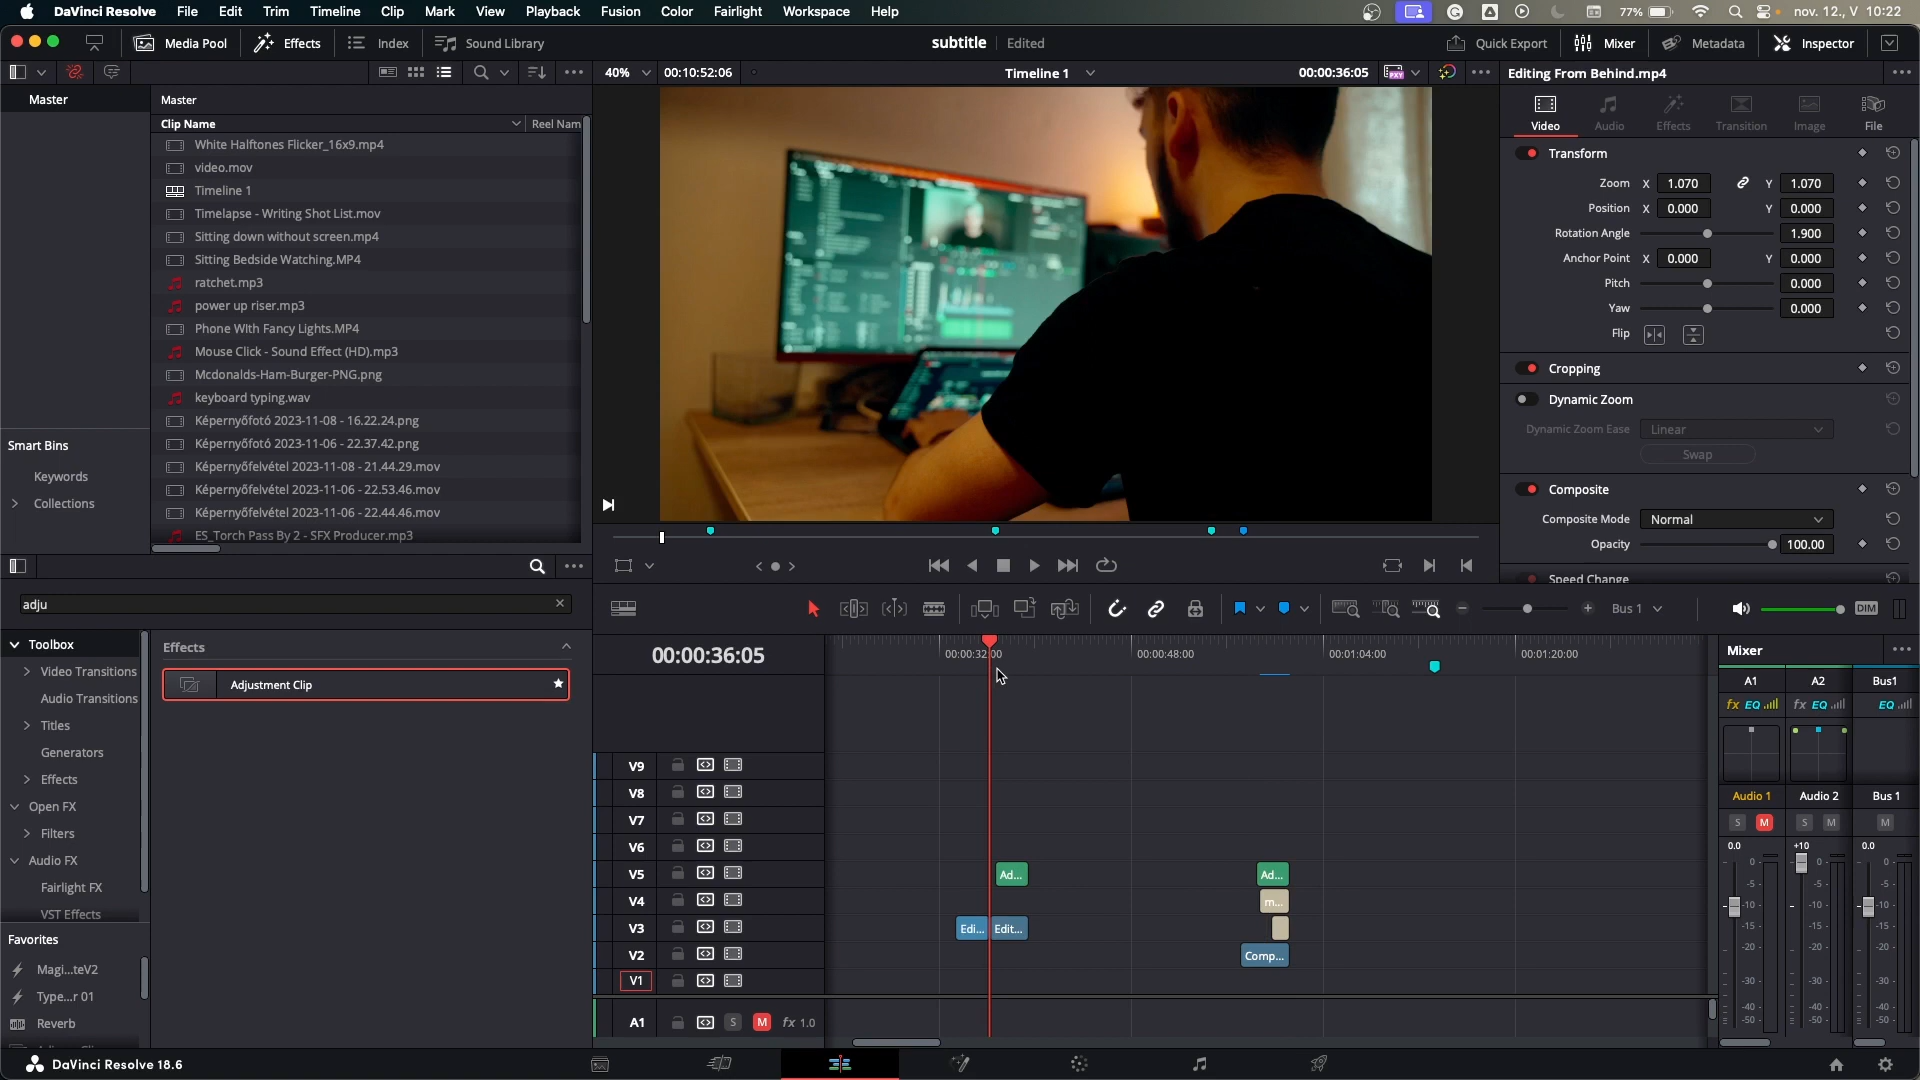 DaVinci Resolve File Edit Trim Timeline Clip Mark View Playback Fusion Color Fairlight Workspace Help 77% nov. 12., V 10:22
Media Pool Effects Index Sound Library subtitle Edited Quick Export Mixer Metadata Inspector
40% 00:10:52:06 Timeline 1 00:00:36:05 Editing From Behind.mp4
Master
Master
Clip Name Reel Nam
White Halftones Flicker_16x9.mp4
video.mov
Timeline 1
Timelapse - Writing Shot List.mov
Sitting down without screen.mp4
Sitting Bedside Watching.MP4
ratchet.mp3
power up riser.mp3
Phone WIth Fancy Lights.MP4
Mouse Click - Sound Effect (HD).mp3
Mcdonalds-Ham-Burger-PNG.png
keyboard typing.wav
Képernyőfotó 2023-11-08 - 16.22.24.png
Képernyőfotó 2023-11-06 - 22.37.42.png
Képernyőfelvétel 2023-11-08 - 21.44.29.mov
Képernyőfelvétel 2023-11-06 - 22.53.46.mov
Képernyőfelvétel 2023-11-06 - 22.44.46.mov
ES_Torch Pass By 2 - SFX Producer.mp3
Smart Bins
Keywords
Collections
Video Audio Effects Transition Image File
Transform
Zoom X 1.070 Y 1.070
Position X 0.000 Y 0.000
Rotation Angle 1.900
Anchor Point X 0.000 Y 0.000
Pitch 0.000
Yaw 0.000
Flip
Cropping
Dynamic Zoom
Dynamic Zoom Ease Linear
Swap
Composite
Composite Mode Normal
Opacity 100.00
Speed Change
adju
Toolbox
Video Transitions
Audio Transitions
Titles
Generators
Effects
Open FX
Filters
Audio FX
Fairlight FX
VST Effects
Favorites
Magi...teV2
Type...r 01
Reverb
Effects
Adjustment Clip
Bus 1 DIM
00:00:36:05 00:00:32:00 00:00:48:00 00:01:04:00 00:01:20:00
V9
V8
V7
V6
V5 Ad... Ad...
V4 m...
V3 Edi... Edit...
V2 Comp...
V1
A1 S M fx 1.0
Mixer
A1 A2 Bus1
fx EQ fx EQ EQ
Audio 1 Audio 2 Bus 1
S M S M M
0.0 +10 0.0
0 0 0
-5 -5 -5
-10 -10 -10
-15 -15 -15
-20 -20 -20
-30 -30 -30
-40 -40 -40
-50 -50 -50
DaVinci Resolve 18.6